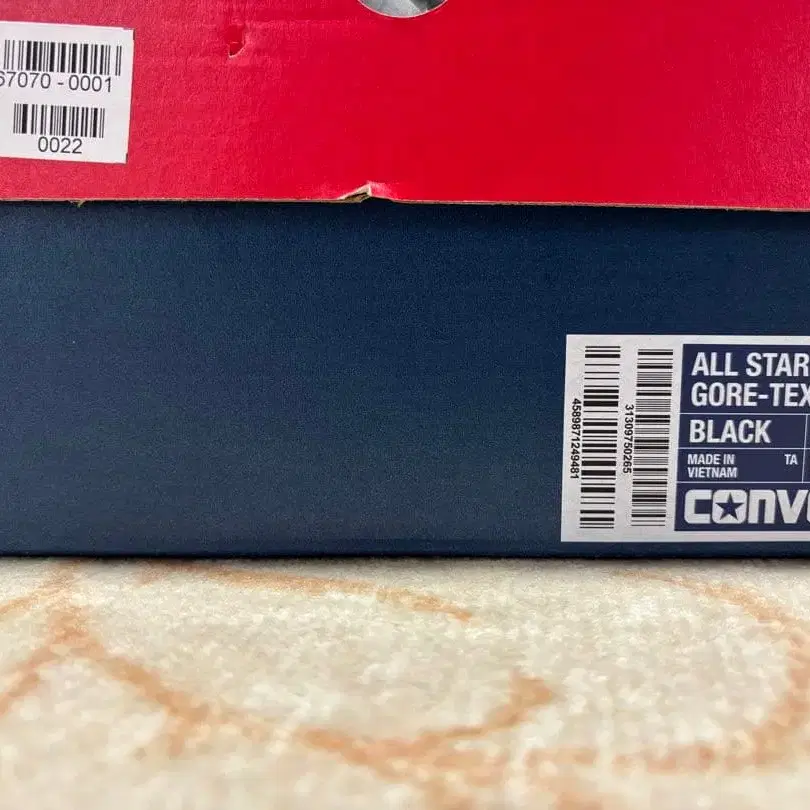 67070-0001
0022
4589871249481
31309750265
ALL STAR
GORE-TEX
BLACK
MADE IN
VIETNAM
TA
CONV